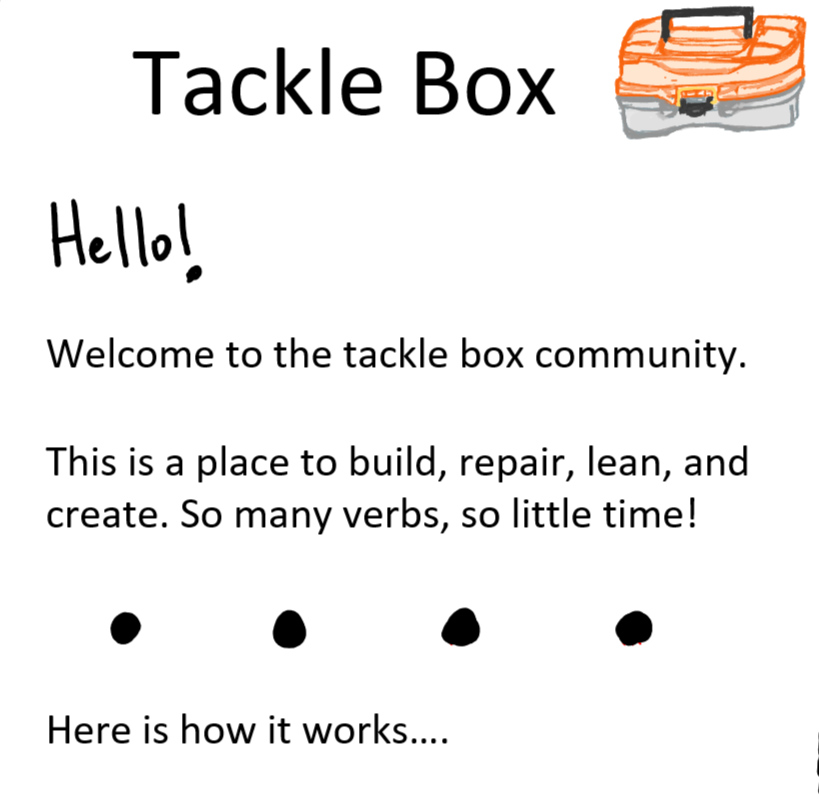 Tackle Box
Hello!
Welcome to the tackle box community.
This is a place to build, repair, lean, and
create. So many verbs, so little time!
Here is how it works....